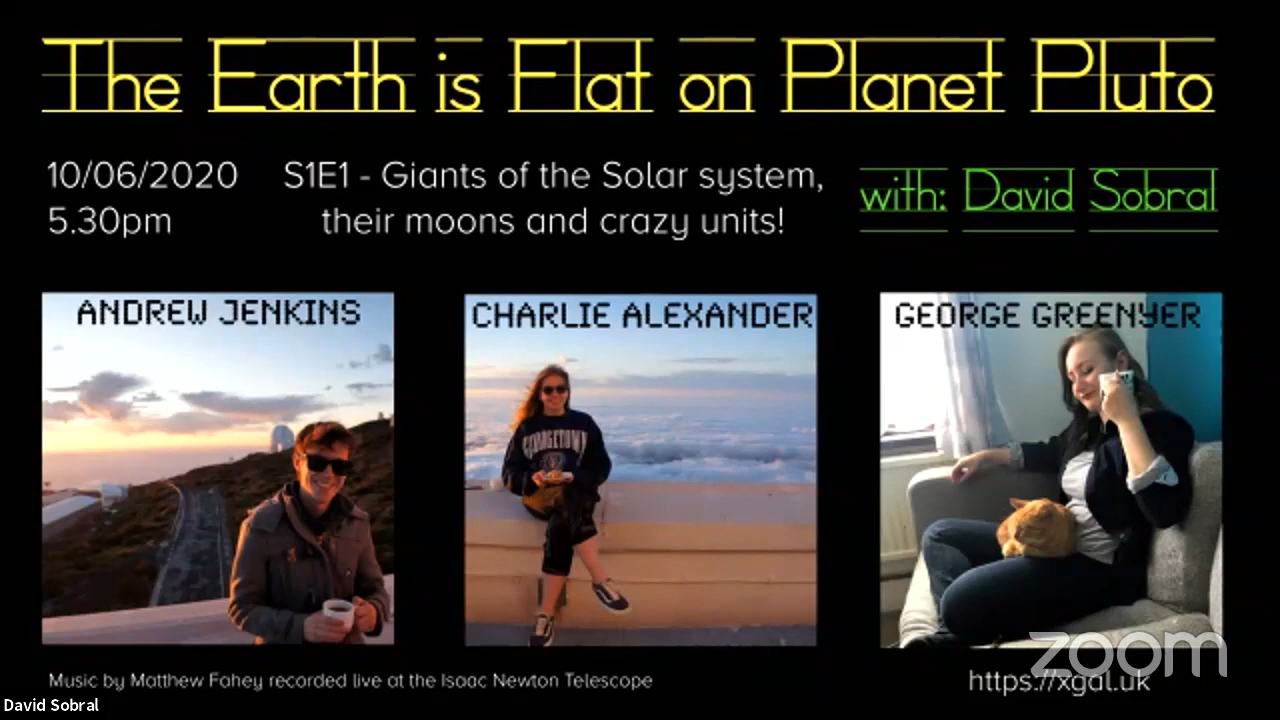 The Earth is Flat on Planet Pluto
10/06/2020
5.30pm
S1E1 - Giants of the Solar system,
their moons and crazy units!
with: David Sobral
ANDREW JENKINS
CHARLIE ALEXANDER
GEORGE GREENYER
GEORGETOWN
Music by Matthew Fahey recorded live at the Isaac Newton Telescope
zoom
https://xgal.uk
David Sobral